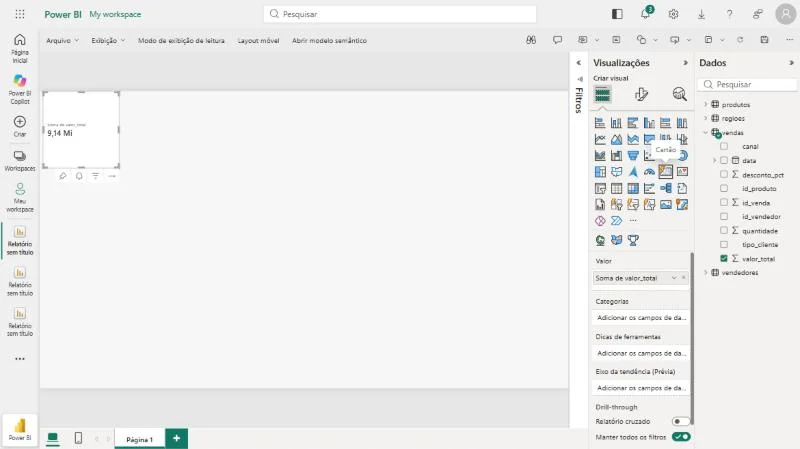 Power BI My workspace
Pesquisar
3
Arquivo Exibição Modo de exibição de leitura Layout móvel Abrir modelo semântico
Página inicial
Power BI Copilot
Criar
Workspaces
Meu workspace
Relatório sem título
Relatório sem título
Relatório sem título
Power BI
Soma de valor_total
9,14 Mi
Filtros
Visualizações
Criar visual
Cartão
Valor
Soma de valor_total
Categorias
Adicionar os campos de da...
Dicas de ferramentas
Adicionar os campos de da...
Eixo da tendência (Prévia)
Adicionar os campos de da...
Drill-through
Relatório cruzado
Manter todos os filtros
Dados
Pesquisar
produtos
regioes
vendas
canal
data
desconto_pct
id_produto
id_venda
id_vendedor
quantidade
tipo_cliente
valor_total
vendedores
Página 1